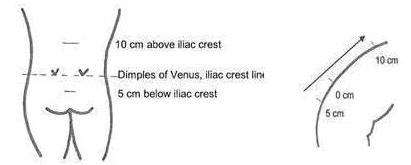 10 cm above iliac crest
Dimples of Venus, iliac crest line
5 cm below iliac crest
10 cm
0 cm
5 cm